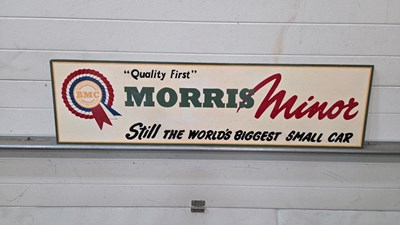 "Quality First"
BMC
MORRIS Minor
Still THE WORLD'S BIGGEST SMALL CAR